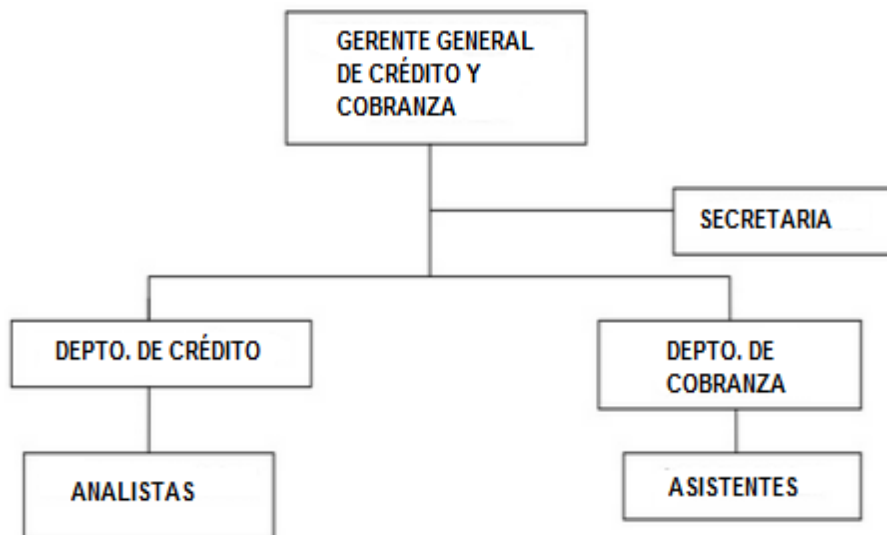 GERENTE GENERAL
DE CRÉDITO Y
COBRANZA
SECRETARIA
DEPTO. DE CRÉDITO
DEPTO. DE
COBRANZA
ANALISTAS
ASISTENTES